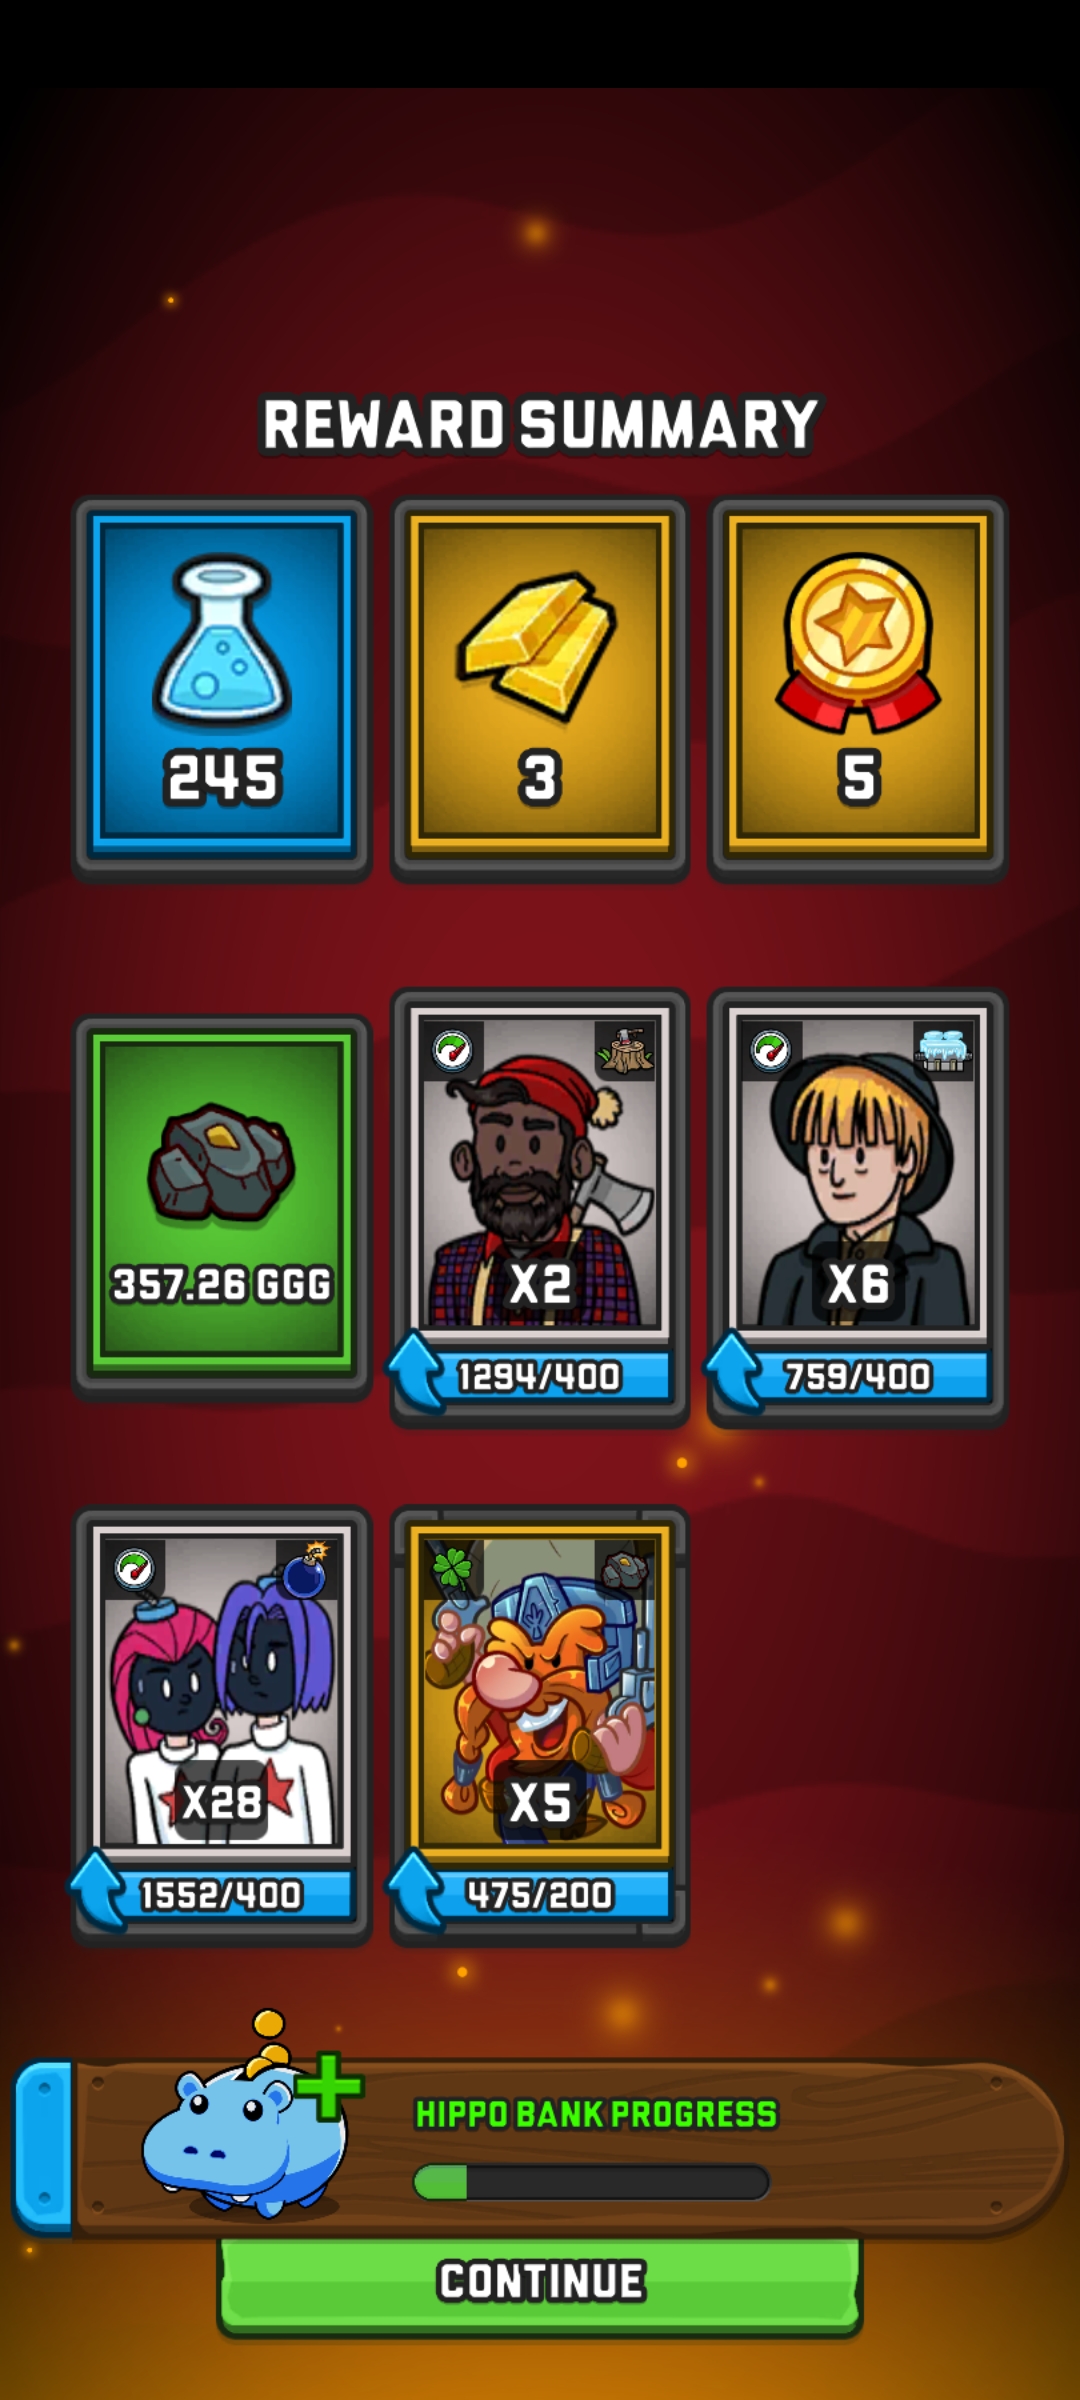 REWARD SUMMARY
245
3
5
357.26 GGG
X2
1294/400
X6
759/400
X28
1552/400
X5
475/200
HIPPO BANK PROGRESS
CONTINUE